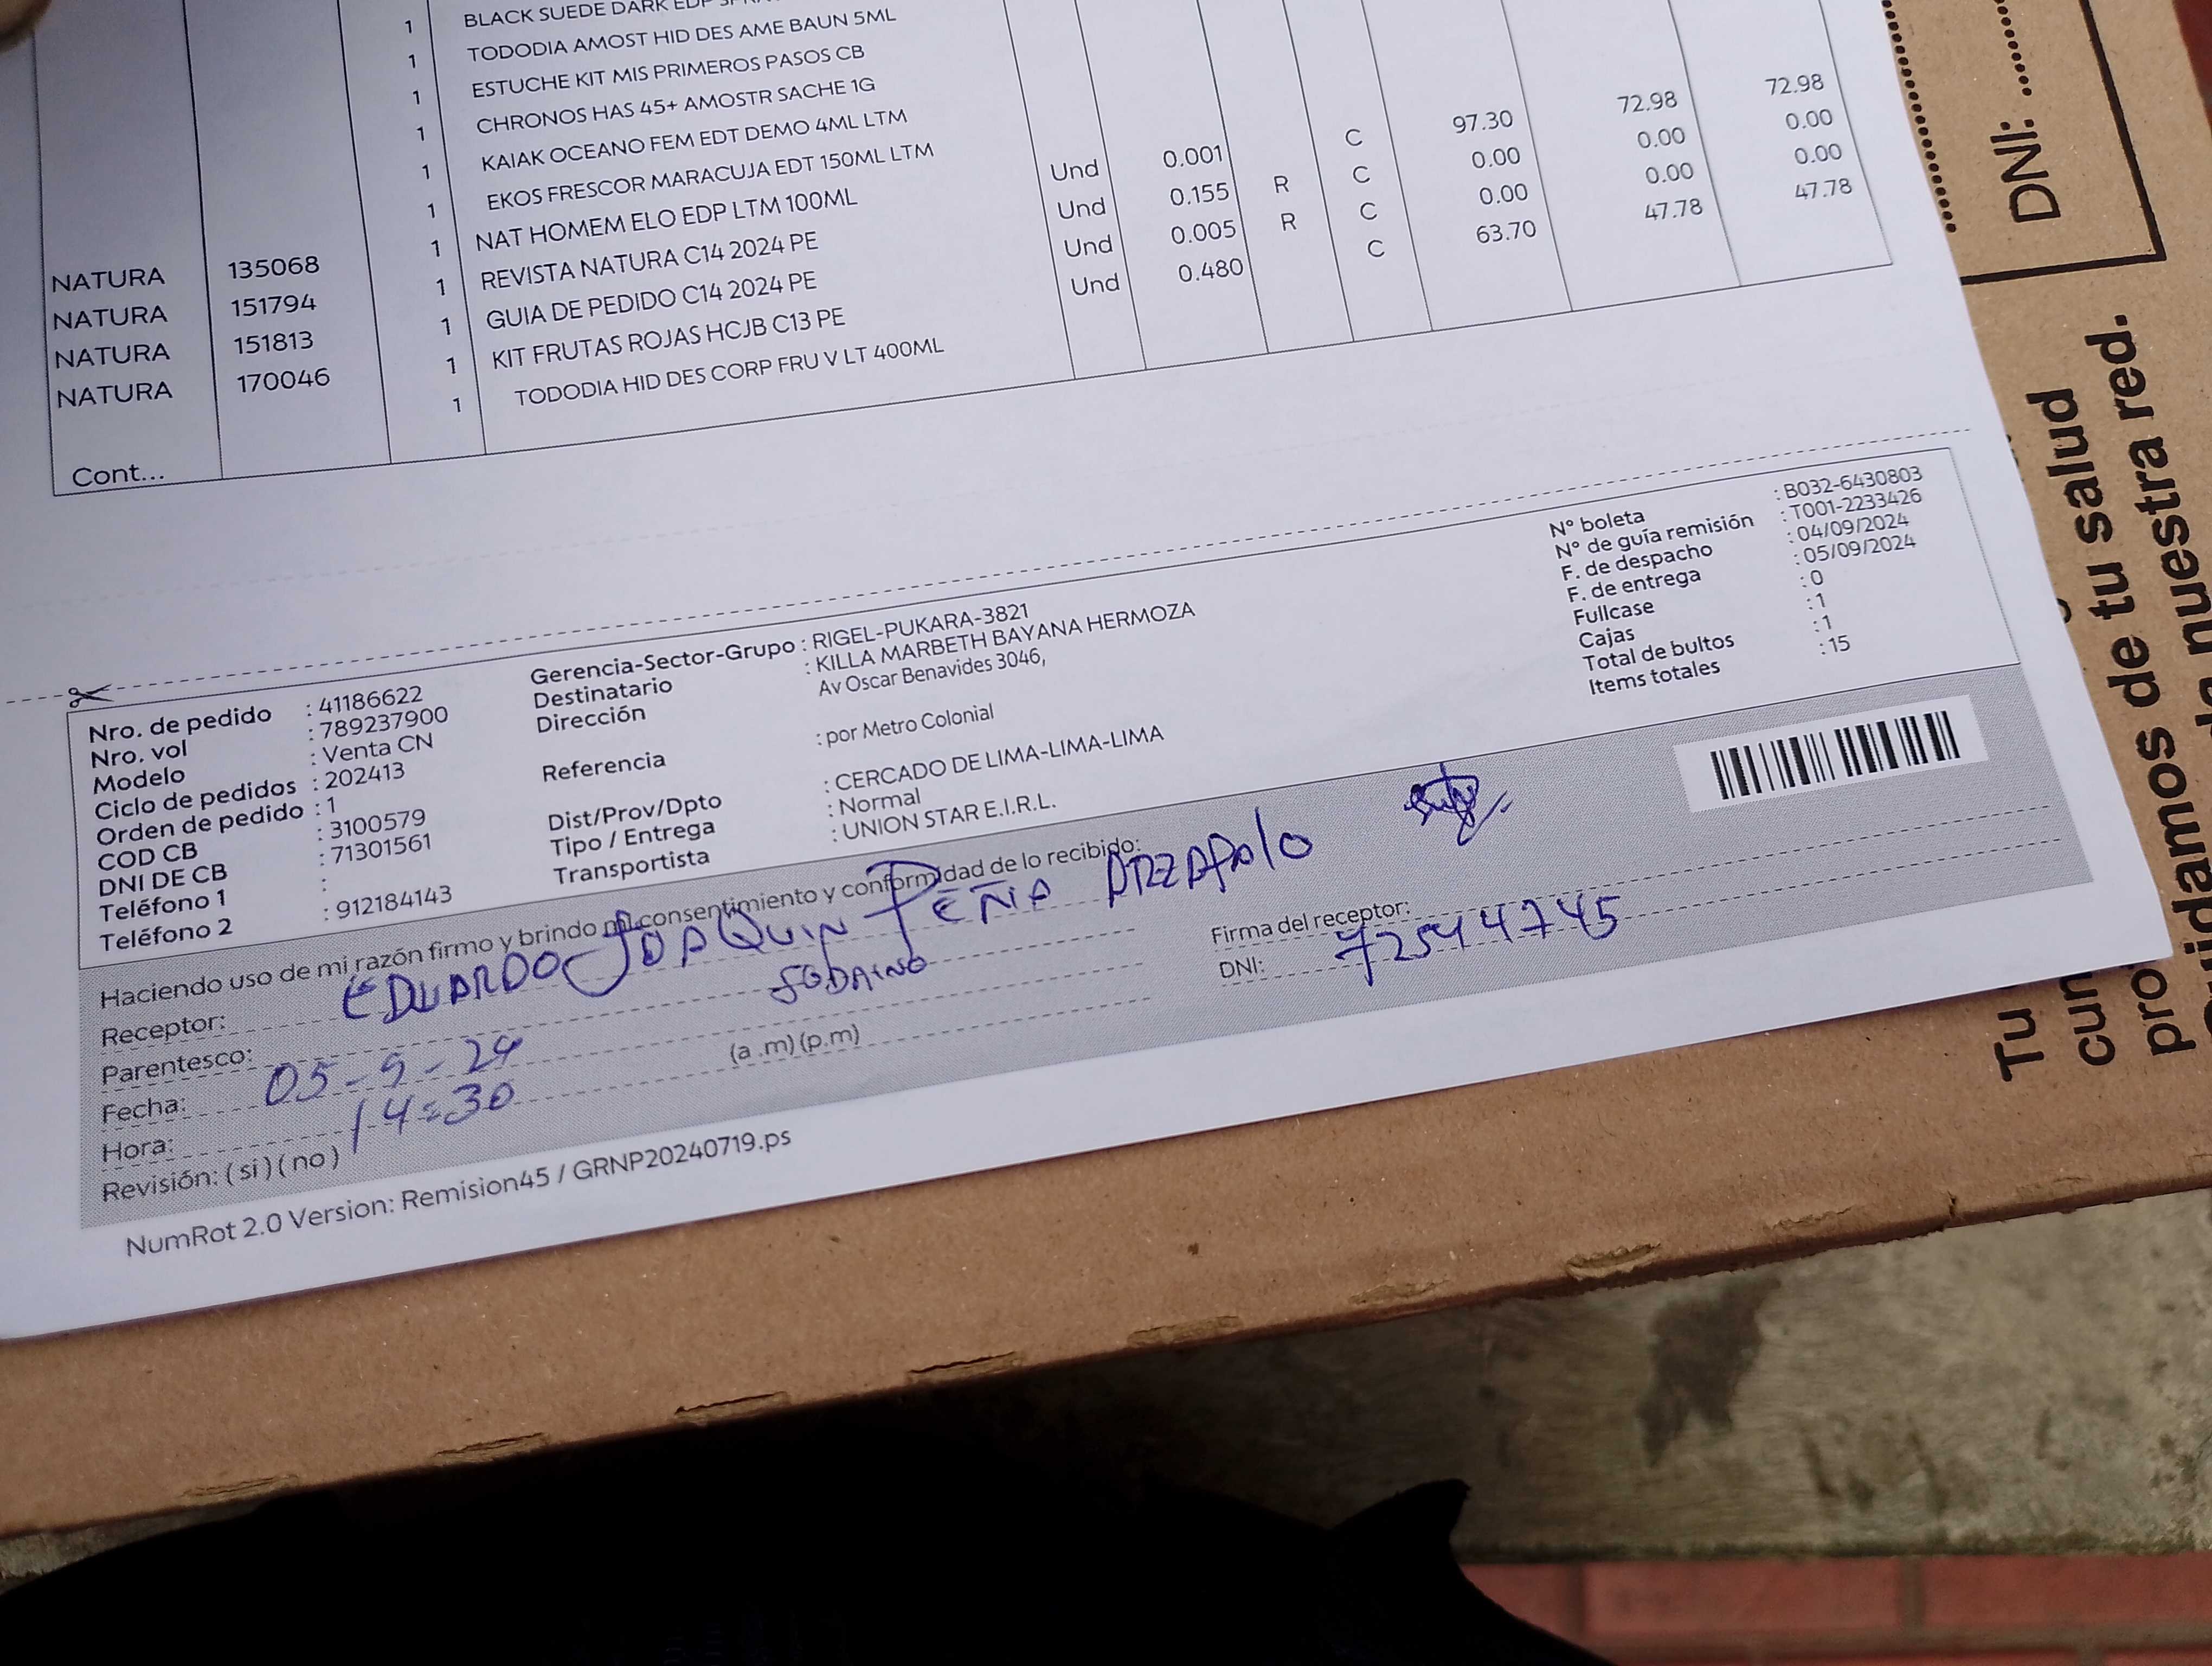 1 BLACK SUEDE DARK EDP
1 TODODIA AMOST HID DES AME BAUN 5ML
1 ESTUCHE KIT MIS PRIMEROS PASOS CB
1 CHRONOS HAS 45+ AMOSTR SACHE 1G
1 KAIAK OCEANO FEM EDT DEMO 4ML LTM
1 EKOS FRESCOR MARACUJA EDT 150ML LTM
NATURA 135068 1 NAT HOMEM ELO EDP LTM 100ML Und 0.001 C 97.30 72.98 72.98
NATURA 151794 1 REVISTA NATURA C14 2024 PE Und 0.155 R C 0.00 0.00 0.00
NATURA 151813 1 GUIA DE PEDIDO C14 2024 PE Und 0.005 R C 0.00 0.00 0.00
NATURA 170046 1 KIT FRUTAS ROJAS HCJB C13 PE Und 0.480 C 63.70 47.78 47.78
1 TODODIA HID DES CORP FRU V LT 400ML
Cont...
Nro. de pedido : 41186622
Nro. vol : 789237900
Modelo : Venta CN
Ciclo de pedidos : 202413
Orden de pedido : 1
COD CB : 3100579
DNI DE CB : 71301561
Teléfono 1 :
Teléfono 2 : 912184143
Gerencia-Sector-Grupo : RIGEL-PUKARA-3821
Destinatario : KILLA MARBETH BAYANA HERMOZA
Dirección Av Oscar Benavides 3046,
Referencia : por Metro Colonial
Dist/Prov/Dpto : CERCADO DE LIMA-LIMA-LIMA
Tipo / Entrega : Normal
Transportista : UNION STAR E.I.R.L.
N° boleta : B032-6430803
N° de guía remisión : T001-2233426
F. de despacho : 04/09/2024
F. de entrega : 05/09/2024
Fullcase : 0
Cajas : 1
Total de bultos : 1
Items totales : 15
Haciendo uso de mi razón firmo y brindo mi consentimiento y conformidad de lo recibido:
Receptor: EDUARDO JOAQUIN PEÑA ARZAPALO
Parentesco:
Fecha: 05-9-24
Hora: 14:30 (a .m) (p.m)
Revisión: ( si ) ( no )
Firma del receptor:
DNI: 72544745
NumRot 2.0 Version: Remision45 / GRNP20240719.ps
DNI:
Tu
de tu salud
amos de
nuestra red.